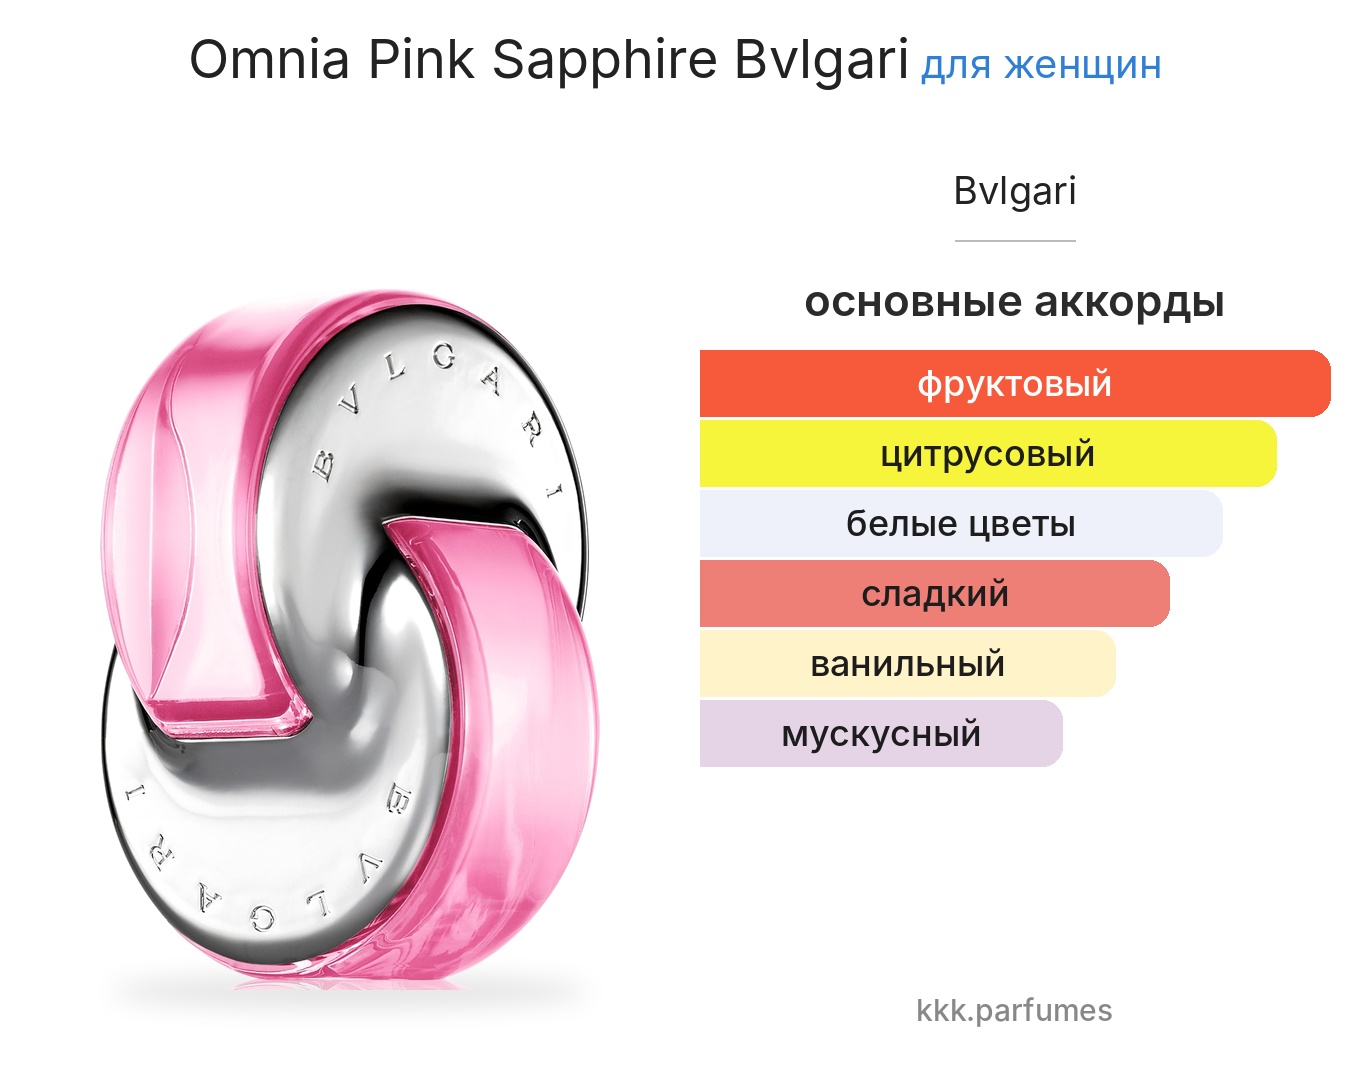 Omnia Pink Sapphire Bvlgari для женщин
Bvlgari
основные аккорды
фруктовый
цитрусовый
белые цветы
сладкий
ванильный
мускусный
BVLGARI
BVLGARI
kkk.parfumes